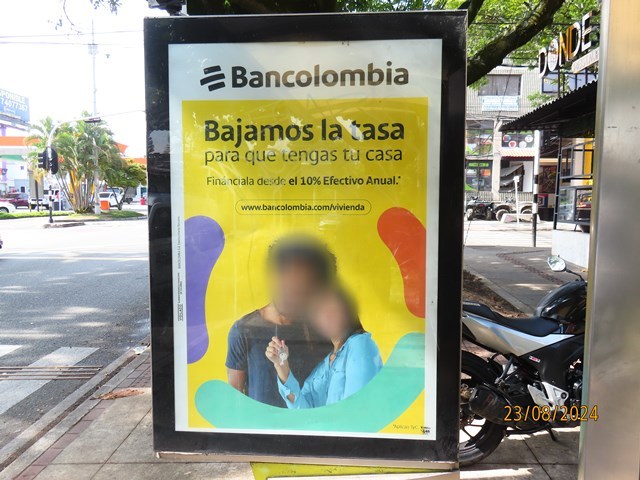 Bancolombia
Bajamos la tasa
para que tengas tu casa
Finánciala desde el 10% Efectivo Anual.*
www.bancolombia.com/vivienda
DONDE
23/08/2024